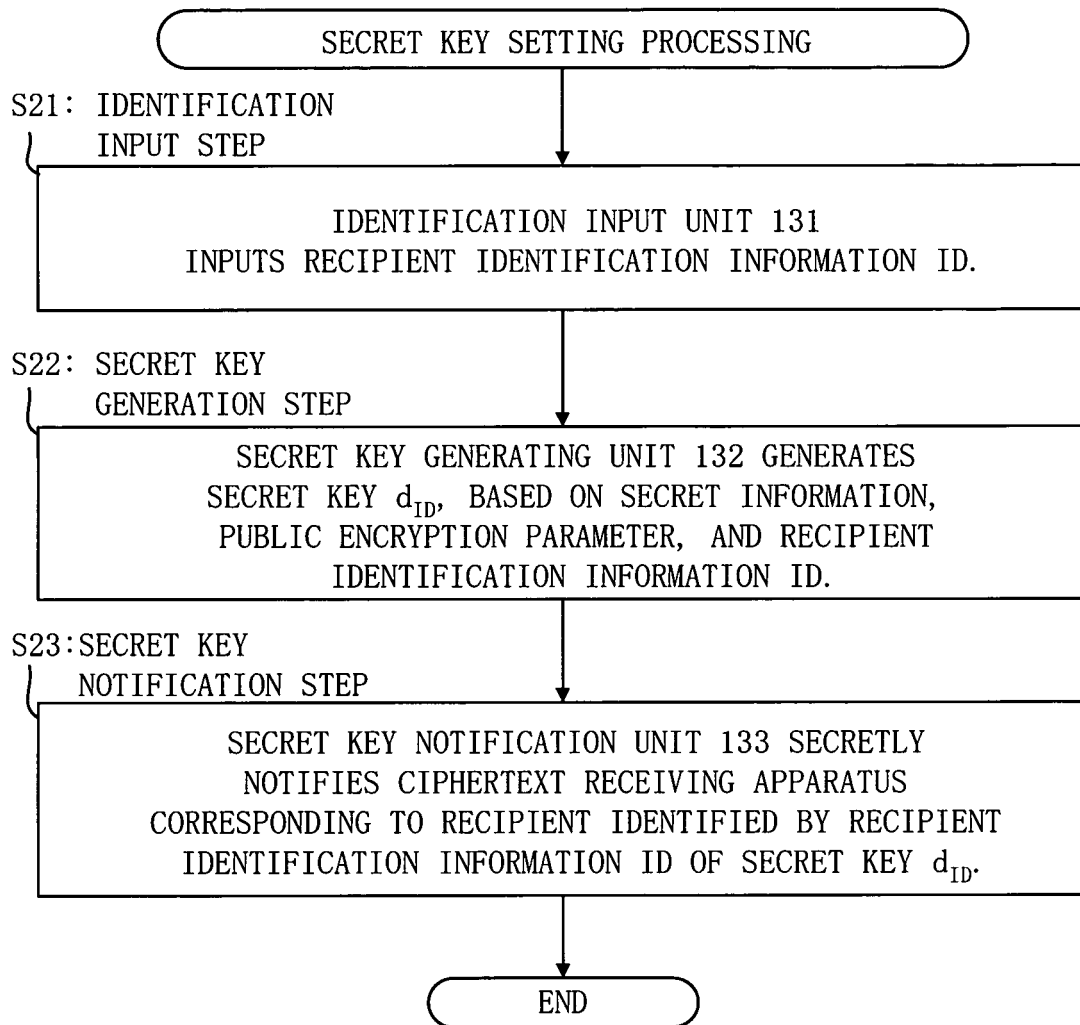 SECRET KEY SETTING PROCESSING
S21: IDENTIFICATION
INPUT STEP
IDENTIFICATION INPUT UNIT 131
INPUTS RECIPIENT IDENTIFICATION INFORMATION ID.
S22: SECRET KEY
GENERATION STEP
SECRET KEY GENERATING UNIT 132 GENERATES
SECRET KEY d_ID, BASED ON SECRET INFORMATION,
PUBLIC ENCRYPTION PARAMETER, AND RECIPIENT
IDENTIFICATION INFORMATION ID.
S23:SECRET KEY
NOTIFICATION STEP
SECRET KEY NOTIFICATION UNIT 133 SECRETLY
NOTIFIES CIPHERTEXT RECEIVING APPARATUS
CORRESPONDING TO RECIPIENT IDENTIFIED BY RECIPIENT
IDENTIFICATION INFORMATION ID OF SECRET KEY d_ID.
END